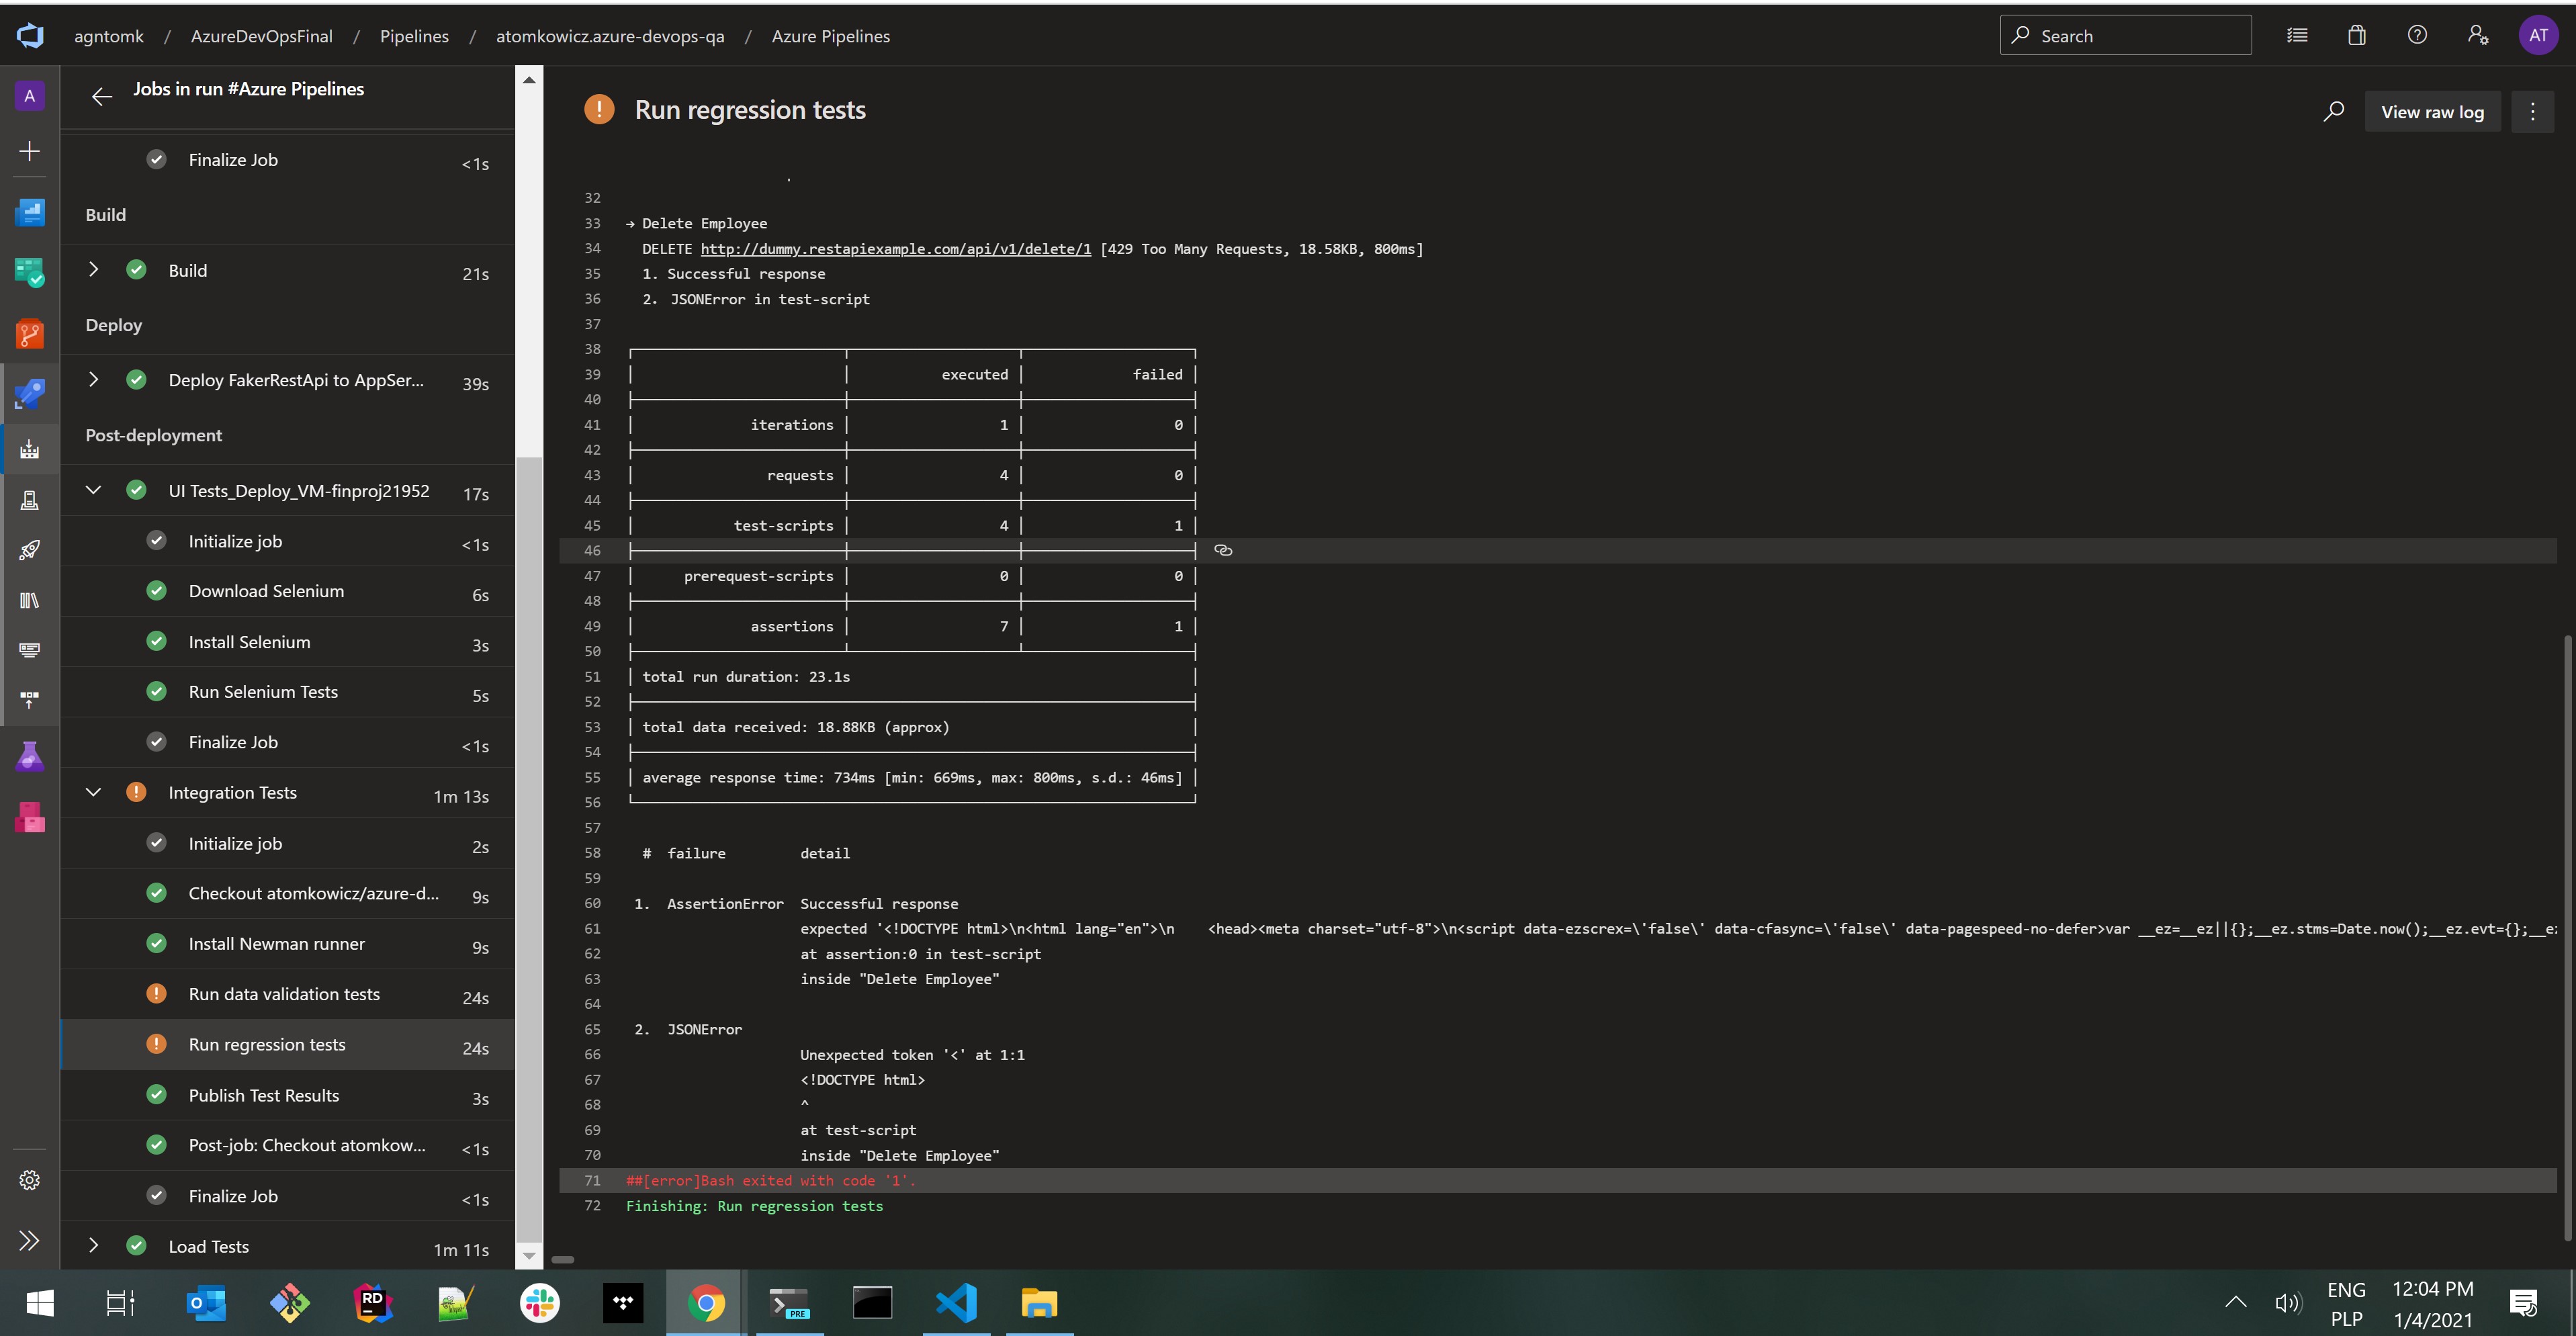 agntomk / AzureDevOpsFinal / Pipelines / atomkowicz.azure-devops-qa / Azure Pipelines
Search
AT
A
Jobs in run #Azure Pipelines
Finalize Job <1s
Build
Build 21s
Deploy
Deploy FakerRestApi to AppSer... 39s
Post-deployment
UI Tests_Deploy_VM-finproj21952 17s
Initialize job <1s
Download Selenium 6s
Install Selenium 3s
Run Selenium Tests 5s
Finalize Job <1s
Integration Tests 1m 13s
Initialize job 2s
Checkout atomkowicz/azure-d... 9s
Install Newman runner 9s
Run data validation tests 24s
Run regression tests 24s
Publish Test Results 3s
Post-job: Checkout atomkow... <1s
Finalize Job <1s
Load Tests 1m 11s
Run regression tests
View raw log
32
33 → Delete Employee
34 DELETE http://dummy.restapiexample.com/api/v1/delete/1 [429 Too Many Requests, 18.58KB, 800ms]
35 1. Successful response
36 2. JSONError in test-script
37
38
39 executed failed
40
41 iterations 1 0
42
43 requests 4 0
44
45 test-scripts 4 1
46
47 prerequest-scripts 0 0
48
49 assertions 7 1
50
51 total run duration: 23.1s
52
53 total data received: 18.88KB (approx)
54
55 average response time: 734ms [min: 669ms, max: 800ms, s.d.: 46ms]
56
57
58 # failure detail
59
60 1. AssertionError Successful response
61 expected '<!DOCTYPE html>\n<html lang="en">\n <head><meta charset="utf-8">\n<script data-ezscrex=\'false\' data-cfasync=\'false\' data-pagespeed-no-defer>var __ez=__ez||{};__ez.stms=Date.now();__ez.evt={};__ez
62 at assertion:0 in test-script
63 inside "Delete Employee"
64
65 2. JSONError
66 Unexpected token '<' at 1:1
67 <!DOCTYPE html>
68 ^
69 at test-script
70 inside "Delete Employee"
71 ##[error]Bash exited with code '1'.
72 Finishing: Run regression tests
RD
PRE
ENG
PLP
12:04 PM
1/4/2021